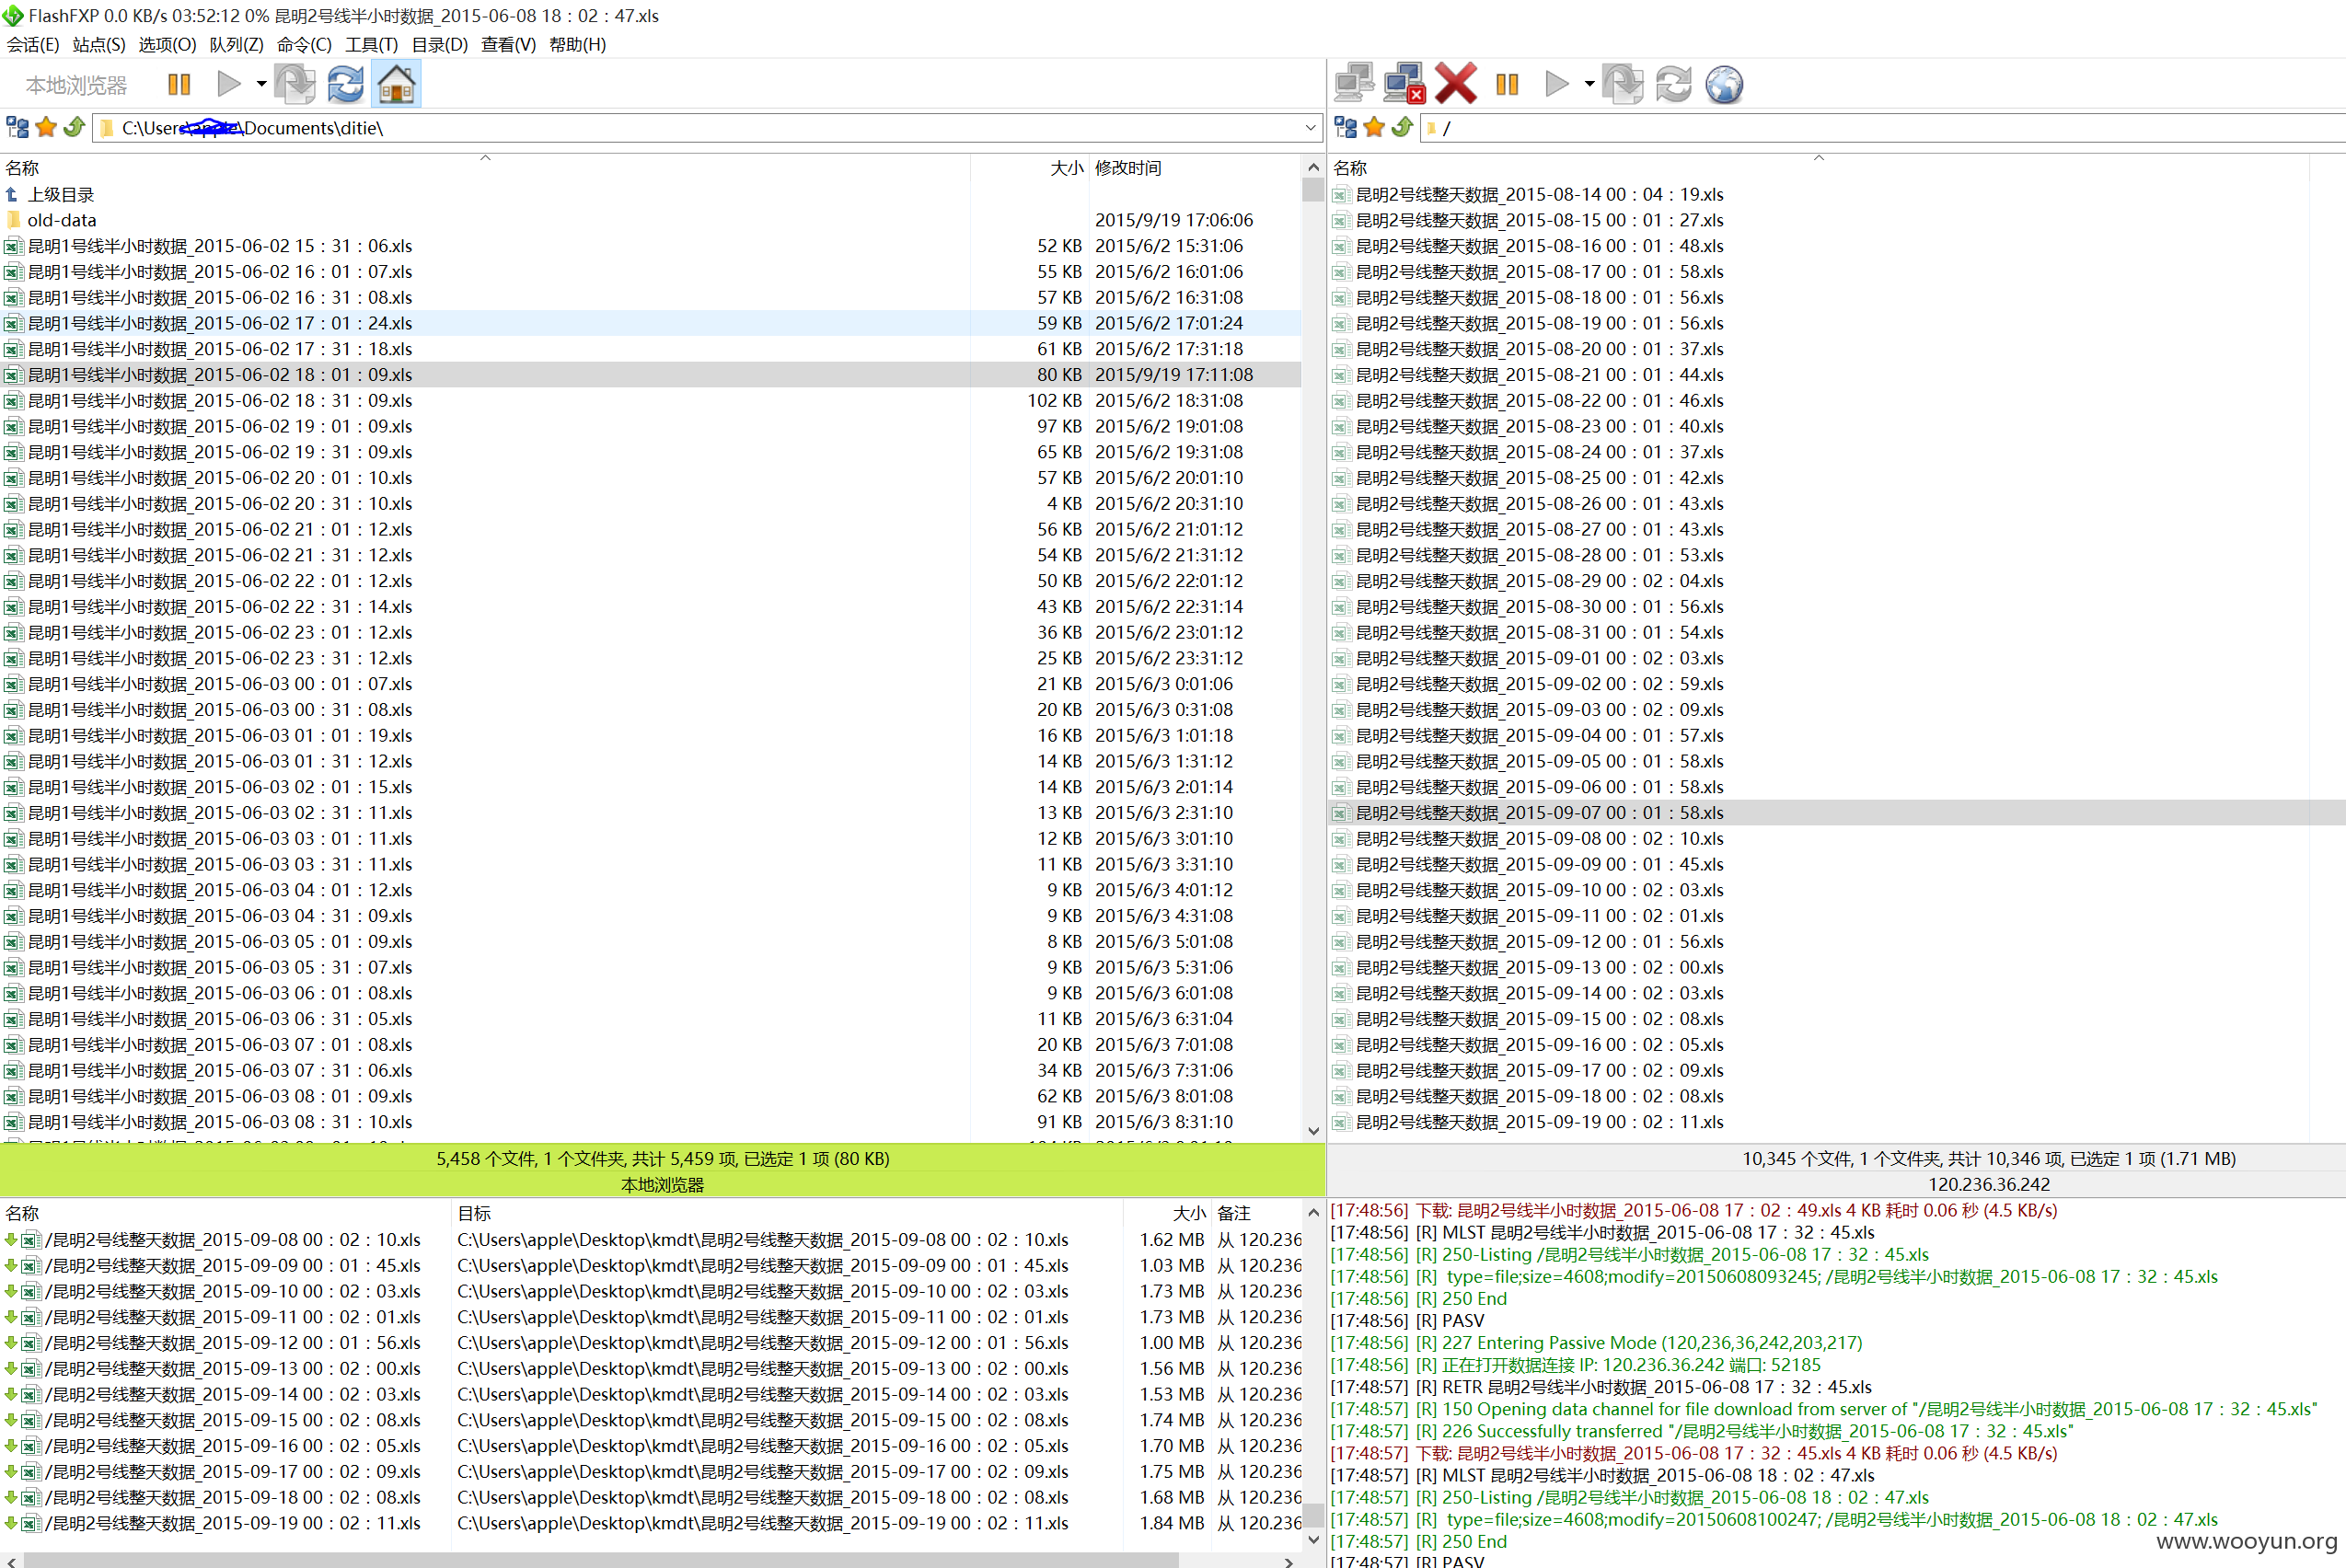 FlashFXP 0.0 KB/s 03:52:12 0% 昆明2号线半小时数据_2015-06-08 18：02：47.xls
会话(E) 站点(S) 选项(O) 队列(Z) 命令(C) 工具(T) 目录(D) 查看(V) 帮助(H)
本地浏览器
C:\Users\apple\Documents\ditie\
名称 大小 修改时间
上级目录
old-data 2015/9/19 17:06:06
昆明1号线半小时数据_2015-06-02 15：31：06.xls 52 KB 2015/6/2 15:31:06
昆明1号线半小时数据_2015-06-02 16：01：07.xls 55 KB 2015/6/2 16:01:06
昆明1号线半小时数据_2015-06-02 16：31：08.xls 57 KB 2015/6/2 16:31:08
昆明1号线半小时数据_2015-06-02 17：01：24.xls 59 KB 2015/6/2 17:01:24
昆明1号线半小时数据_2015-06-02 17：31：18.xls 61 KB 2015/6/2 17:31:18
昆明1号线半小时数据_2015-06-02 18：01：09.xls 80 KB 2015/9/19 17:11:08
昆明1号线半小时数据_2015-06-02 18：31：09.xls 102 KB 2015/6/2 18:31:08
昆明1号线半小时数据_2015-06-02 19：01：09.xls 97 KB 2015/6/2 19:01:08
昆明1号线半小时数据_2015-06-02 19：31：09.xls 65 KB 2015/6/2 19:31:08
昆明1号线半小时数据_2015-06-02 20：01：10.xls 57 KB 2015/6/2 20:01:10
昆明1号线半小时数据_2015-06-02 20：31：10.xls 4 KB 2015/6/2 20:31:10
昆明1号线半小时数据_2015-06-02 21：01：12.xls 56 KB 2015/6/2 21:01:12
昆明1号线半小时数据_2015-06-02 21：31：12.xls 54 KB 2015/6/2 21:31:12
昆明1号线半小时数据_2015-06-02 22：01：12.xls 50 KB 2015/6/2 22:01:12
昆明1号线半小时数据_2015-06-02 22：31：14.xls 43 KB 2015/6/2 22:31:14
昆明1号线半小时数据_2015-06-02 23：01：12.xls 36 KB 2015/6/2 23:01:12
昆明1号线半小时数据_2015-06-02 23：31：12.xls 25 KB 2015/6/2 23:31:12
昆明1号线半小时数据_2015-06-03 00：01：07.xls 21 KB 2015/6/3 0:01:06
昆明1号线半小时数据_2015-06-03 00：31：08.xls 20 KB 2015/6/3 0:31:08
昆明1号线半小时数据_2015-06-03 01：01：19.xls 16 KB 2015/6/3 1:01:18
昆明1号线半小时数据_2015-06-03 01：31：12.xls 14 KB 2015/6/3 1:31:12
昆明1号线半小时数据_2015-06-03 02：01：15.xls 14 KB 2015/6/3 2:01:14
昆明1号线半小时数据_2015-06-03 02：31：11.xls 13 KB 2015/6/3 2:31:10
昆明1号线半小时数据_2015-06-03 03：01：11.xls 12 KB 2015/6/3 3:01:10
昆明1号线半小时数据_2015-06-03 03：31：11.xls 11 KB 2015/6/3 3:31:10
昆明1号线半小时数据_2015-06-03 04：01：12.xls 9 KB 2015/6/3 4:01:12
昆明1号线半小时数据_2015-06-03 04：31：09.xls 9 KB 2015/6/3 4:31:08
昆明1号线半小时数据_2015-06-03 05：01：09.xls 8 KB 2015/6/3 5:01:08
昆明1号线半小时数据_2015-06-03 05：31：07.xls 9 KB 2015/6/3 5:31:06
昆明1号线半小时数据_2015-06-03 06：01：08.xls 9 KB 2015/6/3 6:01:08
昆明1号线半小时数据_2015-06-03 06：31：05.xls 11 KB 2015/6/3 6:31:04
昆明1号线半小时数据_2015-06-03 07：01：08.xls 20 KB 2015/6/3 7:01:08
昆明1号线半小时数据_2015-06-03 07：31：06.xls 34 KB 2015/6/3 7:31:06
昆明1号线半小时数据_2015-06-03 08：01：09.xls 62 KB 2015/6/3 8:01:08
昆明1号线半小时数据_2015-06-03 08：31：10.xls 91 KB 2015/6/3 8:31:10
5,458 个文件, 1 个文件夹, 共计 5,459 项, 已选定 1 项 (80 KB)
本地浏览器
/
名称
昆明2号线整天数据_2015-08-14 00：04：19.xls
昆明2号线整天数据_2015-08-15 00：01：27.xls
昆明2号线整天数据_2015-08-16 00：01：48.xls
昆明2号线整天数据_2015-08-17 00：01：58.xls
昆明2号线整天数据_2015-08-18 00：01：56.xls
昆明2号线整天数据_2015-08-19 00：01：56.xls
昆明2号线整天数据_2015-08-20 00：01：37.xls
昆明2号线整天数据_2015-08-21 00：01：44.xls
昆明2号线整天数据_2015-08-22 00：01：46.xls
昆明2号线整天数据_2015-08-23 00：01：40.xls
昆明2号线整天数据_2015-08-24 00：01：37.xls
昆明2号线整天数据_2015-08-25 00：01：42.xls
昆明2号线整天数据_2015-08-26 00：01：43.xls
昆明2号线整天数据_2015-08-27 00：01：43.xls
昆明2号线整天数据_2015-08-28 00：01：53.xls
昆明2号线整天数据_2015-08-29 00：02：04.xls
昆明2号线整天数据_2015-08-30 00：01：56.xls
昆明2号线整天数据_2015-08-31 00：01：54.xls
昆明2号线整天数据_2015-09-01 00：02：03.xls
昆明2号线整天数据_2015-09-02 00：02：59.xls
昆明2号线整天数据_2015-09-03 00：02：09.xls
昆明2号线整天数据_2015-09-04 00：01：57.xls
昆明2号线整天数据_2015-09-05 00：01：58.xls
昆明2号线整天数据_2015-09-06 00：01：58.xls
昆明2号线整天数据_2015-09-07 00：01：58.xls
昆明2号线整天数据_2015-09-08 00：02：10.xls
昆明2号线整天数据_2015-09-09 00：01：45.xls
昆明2号线整天数据_2015-09-10 00：02：03.xls
昆明2号线整天数据_2015-09-11 00：02：01.xls
昆明2号线整天数据_2015-09-12 00：01：56.xls
昆明2号线整天数据_2015-09-13 00：02：00.xls
昆明2号线整天数据_2015-09-14 00：02：03.xls
昆明2号线整天数据_2015-09-15 00：02：08.xls
昆明2号线整天数据_2015-09-16 00：02：05.xls
昆明2号线整天数据_2015-09-17 00：02：09.xls
昆明2号线整天数据_2015-09-18 00：02：08.xls
昆明2号线整天数据_2015-09-19 00：02：11.xls
10,345 个文件, 1 个文件夹, 共计 10,346 项, 已选定 1 项 (1.71 MB)
120.236.36.242
名称 目标 大小 备注
/昆明2号线整天数据_2015-09-08 00：02：10.xls C:\Users\apple\Desktop\kmdt\昆明2号线整天数据_2015-09-08 00：02：10.xls 1.62 MB 从 120.236
/昆明2号线整天数据_2015-09-09 00：01：45.xls C:\Users\apple\Desktop\kmdt\昆明2号线整天数据_2015-09-09 00：01：45.xls 1.03 MB 从 120.236
/昆明2号线整天数据_2015-09-10 00：02：03.xls C:\Users\apple\Desktop\kmdt\昆明2号线整天数据_2015-09-10 00：02：03.xls 1.73 MB 从 120.236
/昆明2号线整天数据_2015-09-11 00：02：01.xls C:\Users\apple\Desktop\kmdt\昆明2号线整天数据_2015-09-11 00：02：01.xls 1.73 MB 从 120.236
/昆明2号线整天数据_2015-09-12 00：01：56.xls C:\Users\apple\Desktop\kmdt\昆明2号线整天数据_2015-09-12 00：01：56.xls 1.00 MB 从 120.236
/昆明2号线整天数据_2015-09-13 00：02：00.xls C:\Users\apple\Desktop\kmdt\昆明2号线整天数据_2015-09-13 00：02：00.xls 1.56 MB 从 120.236
/昆明2号线整天数据_2015-09-14 00：02：03.xls C:\Users\apple\Desktop\kmdt\昆明2号线整天数据_2015-09-14 00：02：03.xls 1.53 MB 从 120.236
/昆明2号线整天数据_2015-09-15 00：02：08.xls C:\Users\apple\Desktop\kmdt\昆明2号线整天数据_2015-09-15 00：02：08.xls 1.74 MB 从 120.236
/昆明2号线整天数据_2015-09-16 00：02：05.xls C:\Users\apple\Desktop\kmdt\昆明2号线整天数据_2015-09-16 00：02：05.xls 1.70 MB 从 120.236
/昆明2号线整天数据_2015-09-17 00：02：09.xls C:\Users\apple\Desktop\kmdt\昆明2号线整天数据_2015-09-17 00：02：09.xls 1.75 MB 从 120.236
/昆明2号线整天数据_2015-09-18 00：02：08.xls C:\Users\apple\Desktop\kmdt\昆明2号线整天数据_2015-09-18 00：02：08.xls 1.68 MB 从 120.236
/昆明2号线整天数据_2015-09-19 00：02：11.xls C:\Users\apple\Desktop\kmdt\昆明2号线整天数据_2015-09-19 00：02：11.xls 1.84 MB 从 120.236
[17:48:56] 下载: 昆明2号线半小时数据_2015-06-08 17：02：49.xls 4 KB 耗时 0.06 秒 (4.5 KB/s)
[17:48:56] [R] MLST 昆明2号线半小时数据_2015-06-08 17：32：45.xls
[17:48:56] [R] 250-Listing /昆明2号线半小时数据_2015-06-08 17：32：45.xls
[17:48:56] [R] type=file;size=4608;modify=20150608093245; /昆明2号线半小时数据_2015-06-08 17：32：45.xls
[17:48:56] [R] 250 End
[17:48:56] [R] PASV
[17:48:56] [R] 227 Entering Passive Mode (120,236,36,242,203,217)
[17:48:56] [R] 正在打开数据连接 IP: 120.236.36.242 端口: 52185
[17:48:57] [R] RETR 昆明2号线半小时数据_2015-06-08 17：32：45.xls
[17:48:57] [R] 150 Opening data channel for file download from server of "/昆明2号线半小时数据_2015-06-08 17：32：45.xls"
[17:48:57] [R] 226 Successfully transferred "/昆明2号线半小时数据_2015-06-08 17：32：45.xls"
[17:48:57] 下载: 昆明2号线半小时数据_2015-06-08 17：32：45.xls 4 KB 耗时 0.06 秒 (4.5 KB/s)
[17:48:57] [R] MLST 昆明2号线半小时数据_2015-06-08 18：02：47.xls
[17:48:57] [R] 250-Listing /昆明2号线半小时数据_2015-06-08 18：02：47.xls
[17:48:57] [R] type=file;size=4608;modify=20150608100247; /昆明2号线半小时数据_2015-06-08 18：02：47.xls
[17:48:57] [R] 250 End
[17:48:57] [R] PASV
www.wooyun.org